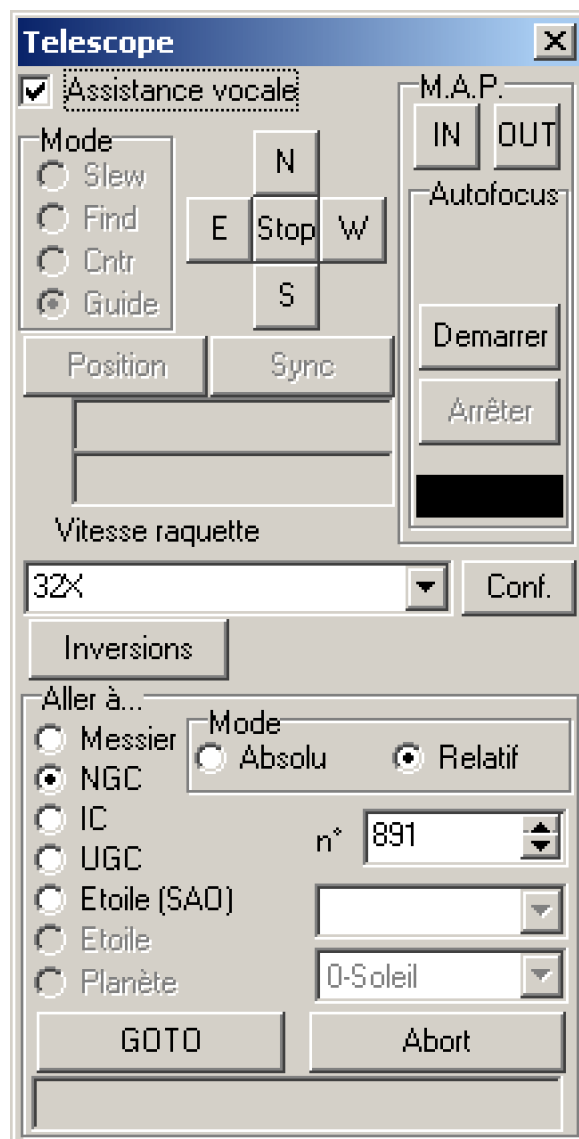 Telescope
Assistance vocale
M.A.P.
IN OUT
Mode
Slew
Find
Cntr
Guide
N
E Stop W
S
Autofocus
Demarrer
Arrêter
Position Sync
Vitesse raquette
32X Conf.
Inversions
Aller à...
Messier
NGC
IC
UGC
Etoile (SAO)
Etoile
Planète
Mode
Absolu Relatif
n° 891
0-Soleil
GOTO Abort